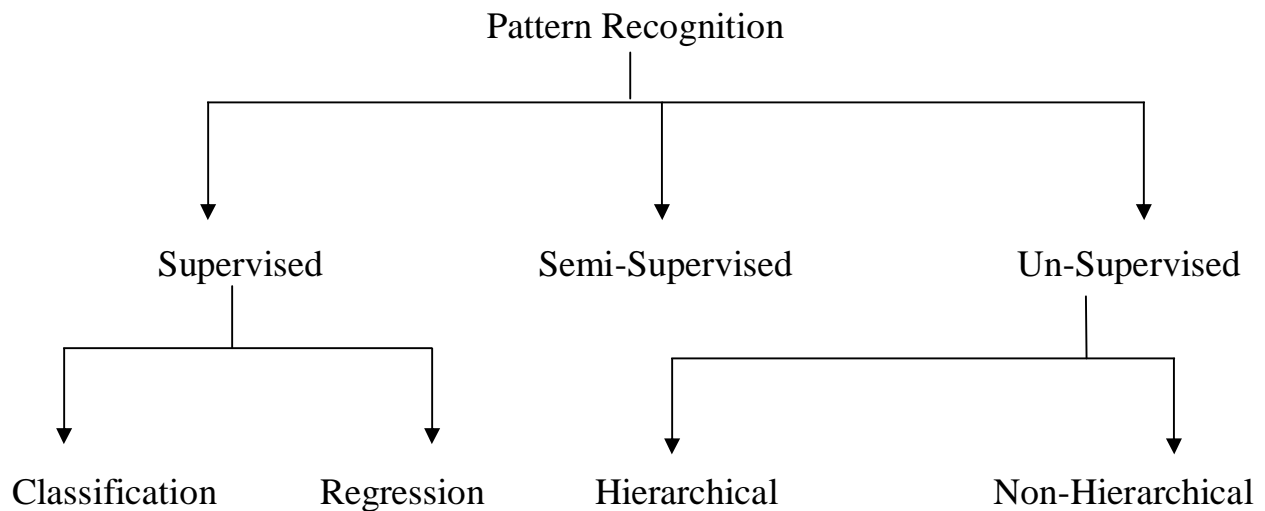 Pattern Recognition
Supervised
Semi-Supervised
Un-Supervised
Classification
Regression
Hierarchical
Non-Hierarchical